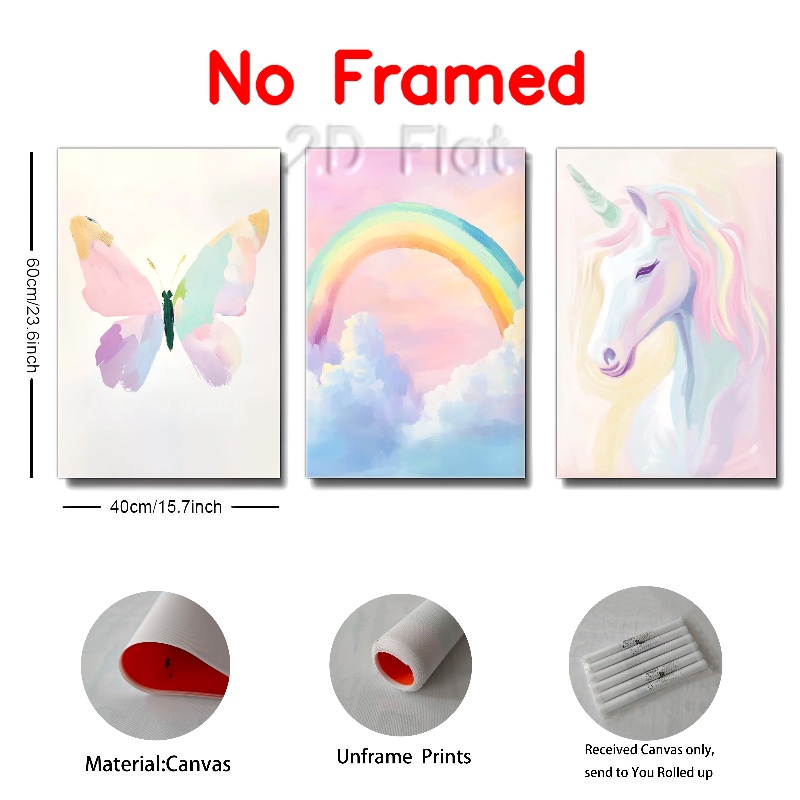 No Framed
2D Flat
60cm/23.6inch
40cm/15.7inch
Material:Canvas
Unframe Prints
Received Canvas only,
send to You Rolled up